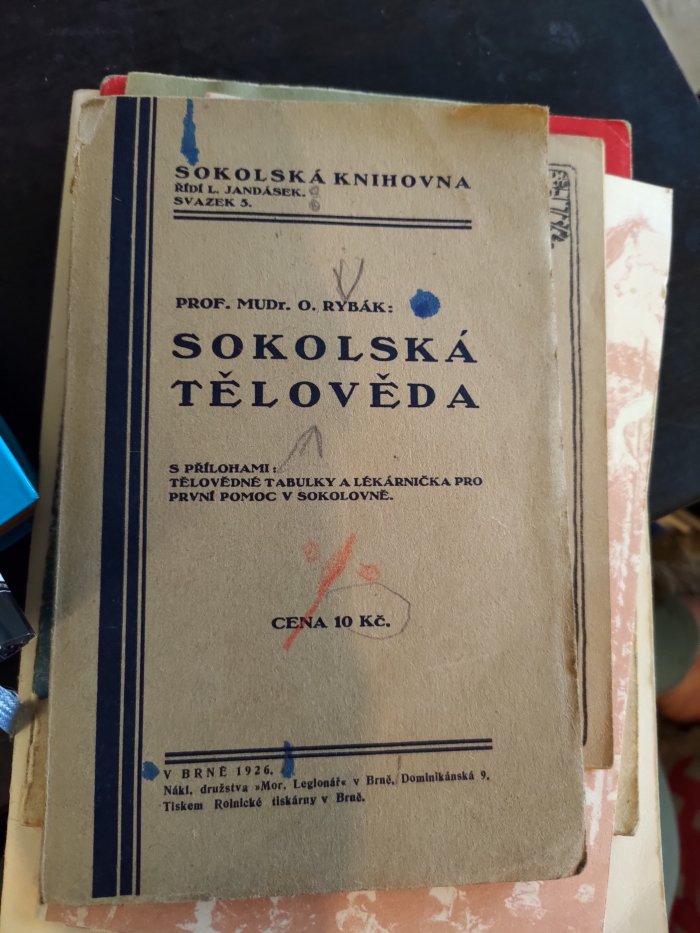 SOKOLSKÁ KNIHOVNA
ŘÍDÍ L. JANDÁSEK.
SVAZEK 5.
PROF. MUDr. O. RYBÁK:
SOKOLSKÁ
TĚLOVĚDA
S PŘÍLOHAMI:
TĚLOVĚDNÉ TABULKY A LÉKÁRNIČKA PRO
PRVNÍ POMOC V SOKOLOVNĚ.
CENA 10 Kč.
V BRNĚ 1926.
Nákl. družstva »Mor. Legionář« v Brně, Dominikánská 9.
Tiskem Rolnické tiskárny v Brně.